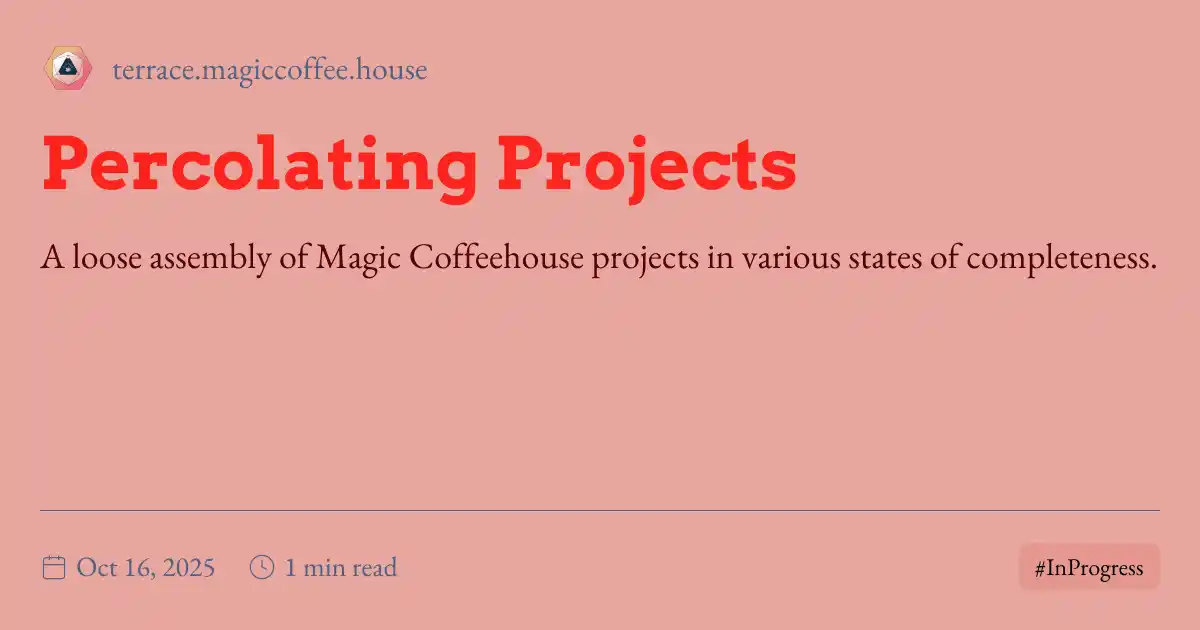 terrace.magiccoffee.house
Percolating Projects
A loose assembly of Magic Coffeehouse projects in various states of completeness.
Oct 16, 2025 1 min read #InProgress